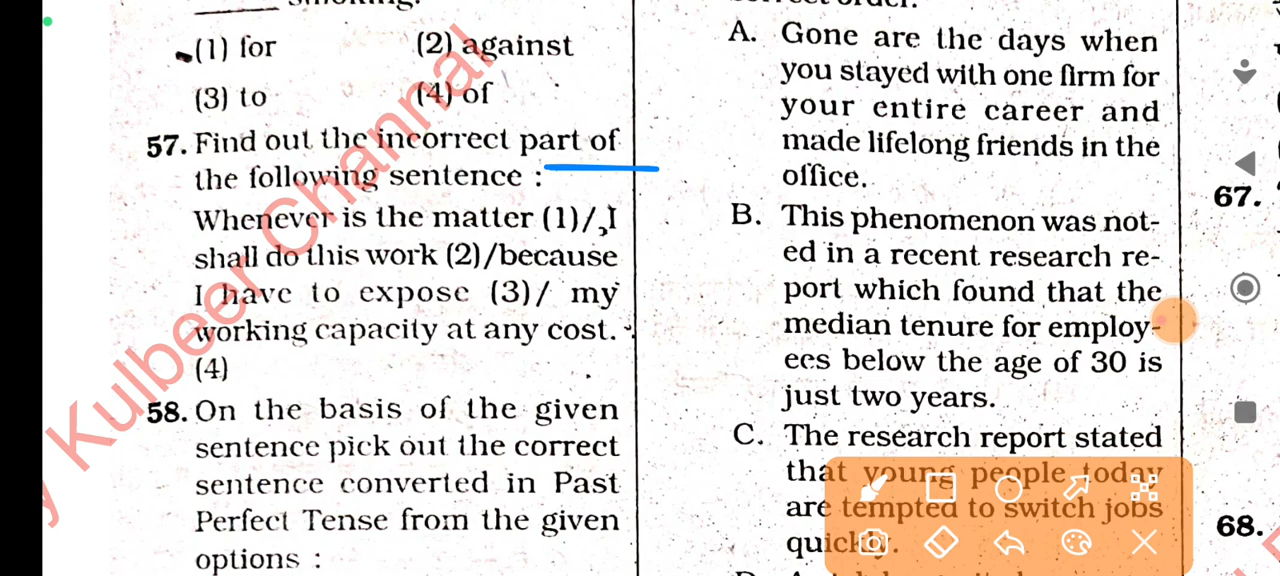 (1) for (2) against
(3) to (4) of
57. Find out the incorrect part of
the following sentence :
Whenever is the matter (1)/, I
shall do this work (2)/because
I have to expose (3)/ my
working capacity at any cost.
(4)
58. On the basis of the given
sentence pick out the correct
sentence converted in Past
Perfect Tense from the given
options :
A. Gone are the days when
you stayed with one firm for
your entire career and
made lifelong friends in the
office.
B. This phenomenon was not-
ed in a recent research re-
port which found that the
median tenure for employ-
ees below the age of 30 is
just two years.
C. The research report stated
that young people today
are tempted to switch jobs
quickly.
67.
68.
y Kulbeer Channal